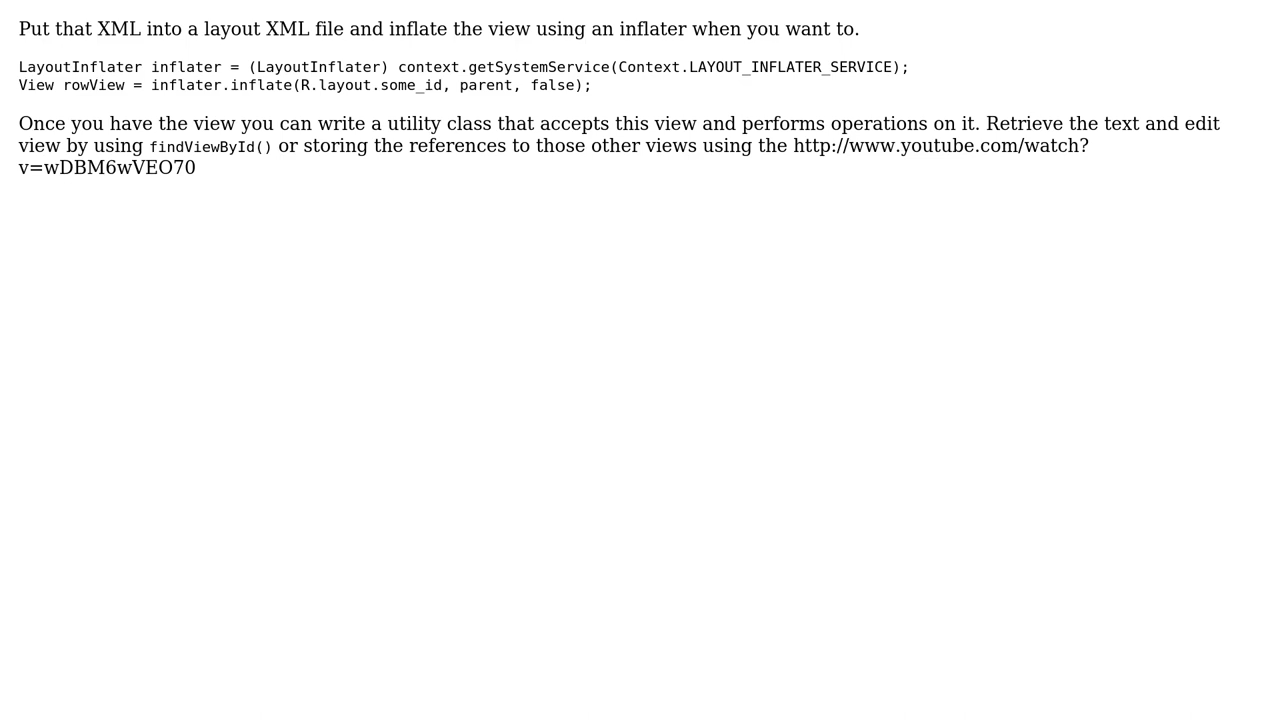 Put that XML into a layout XML file and inflate the view using an inflater when you want to.
LayoutInflater inflater = (LayoutInflater) context.getSystemService(Context.LAYOUT_INFLATER_SERVICE);
View rowView = inflater.inflate(R.layout.some_id, parent, false);
Once you have the view you can write a utility class that accepts this view and performs operations on it. Retrieve the text and edit
view by using findViewById() or storing the references to those other views using the http://www.youtube.com/watch?
v=wDBM6wVEO70